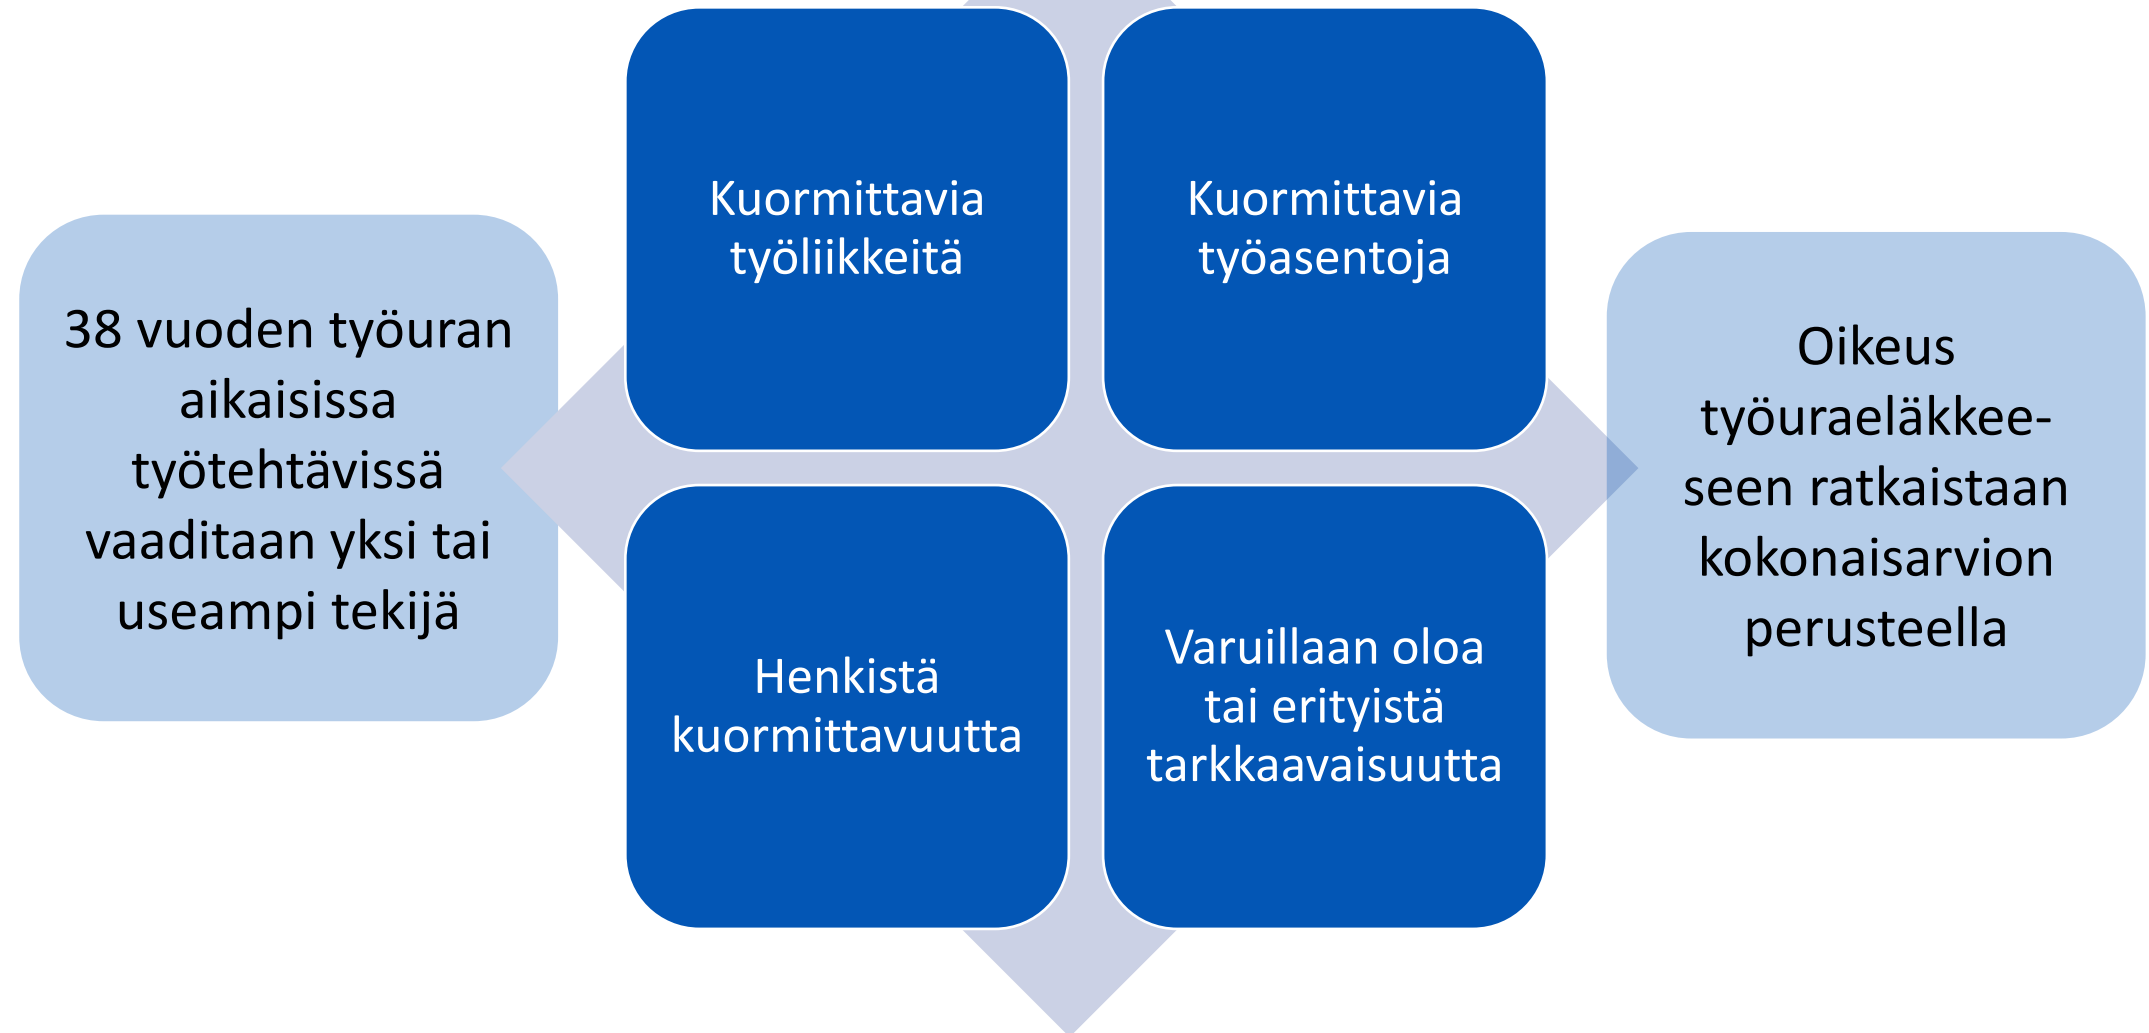 38 vuoden työuran
aikaisissa
työtehtävissä
vaaditaan yksi tai
useampi tekijä
Kuormittavia
työliikkeitä
Kuormittavia
työasentoja
Henkistä
kuormittavuutta
Varuillaan oloa
tai erityistä
tarkkaavaisuutta
Oikeus
työuraeläkkee-
seen ratkaistaan
kokonaisarvion
perusteella